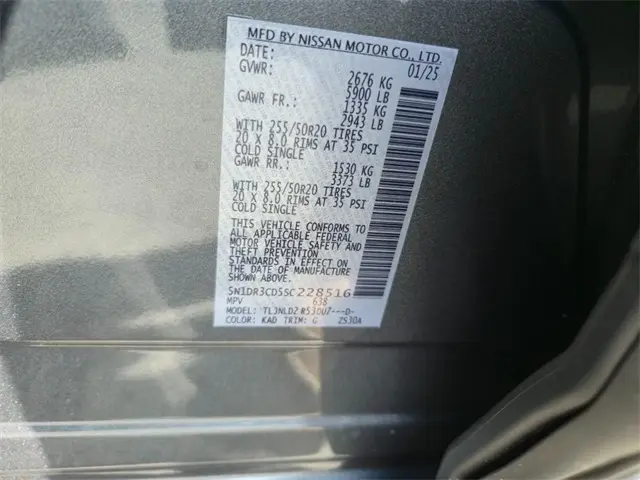 MFD BY NISSAN MOTOR CO., LTD.
DATE: 01/25
GVWR: 2676 KG
5900 LB
GAWR FR.: 1335 KG
2943 LB
WITH 255/50R20 TIRES
20 X 8.0 RIMS AT 35 PSI
COLD SINGLE
GAWR RR.: 1530 KG
3373 LB
WITH 255/50R20 TIRES
20 X 8.0 RIMS AT 35 PSI
COLD SINGLE
THIS VEHICLE CONFORMS TO
ALL APPLICABLE FEDERAL
MOTOR VEHICLE SAFETY AND
THEFT PREVENTION
STANDARDS IN EFFECT ON
THE DATE OF MANUFACTURE
SHOWN ABOVE.
5N1DR3CD5SC228516
MPV 638
MODEL:
COLOR: KAD TRIM: G 2530A